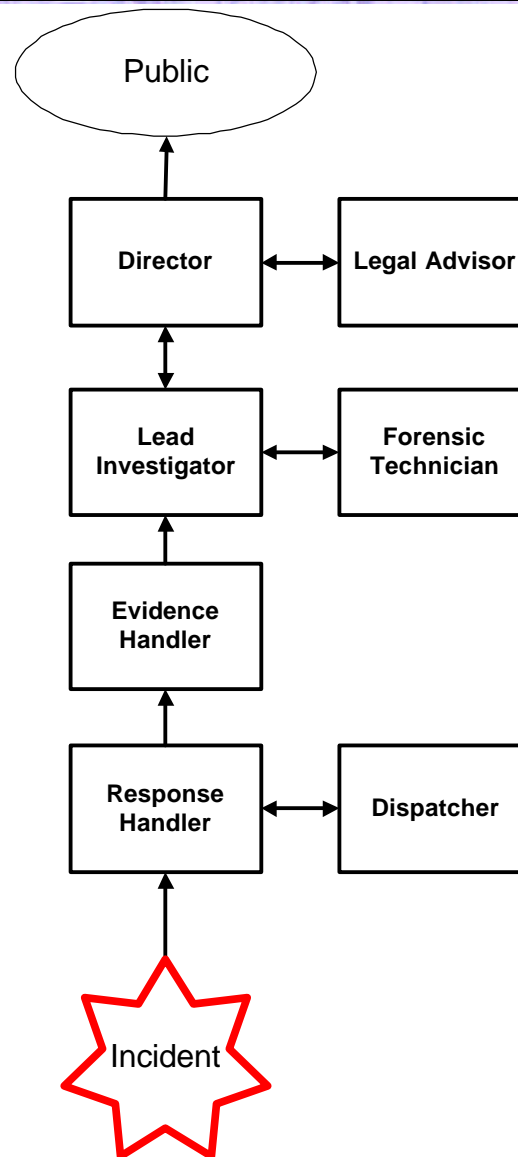 Public
Director
Legal Advisor
Lead
Investigator
Forensic
Technician
Evidence
Handler
Response
Handler
Dispatcher
Incident